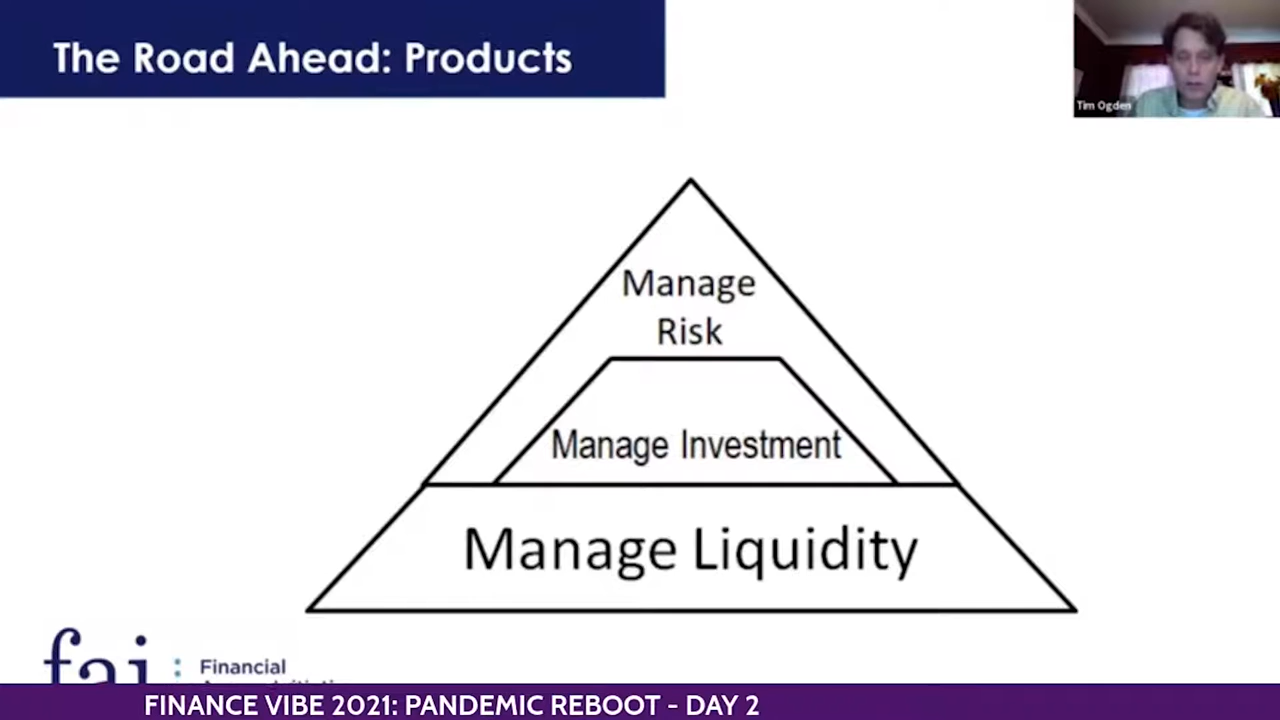 The Road Ahead: Products
Tim Ogden
Manage
Risk
Manage Investment
Manage Liquidity
fai
Financial
FINANCE VIBE 2021: PANDEMIC REBOOT - DAY 2